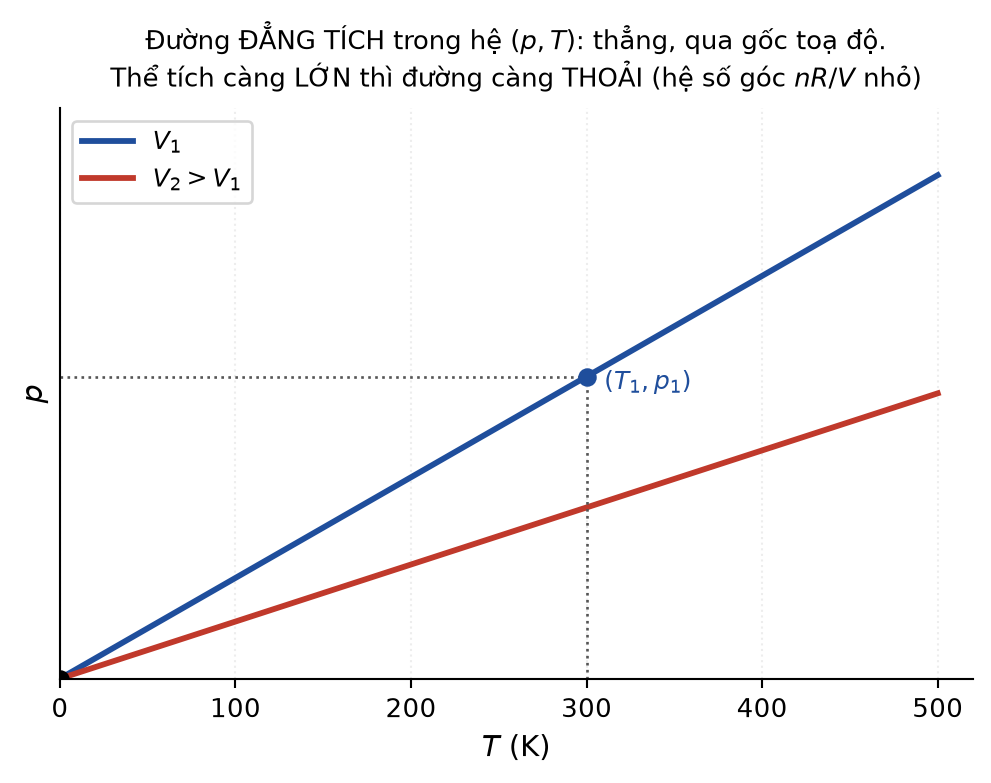 Đường ĐẲNG TÍCH trong hệ (p, T): thẳng, qua gốc toạ độ.
Thể tích càng LỚN thì đường càng THOẢI (hệ số góc nR/V nhỏ)
V₁
V₂ > V₁
(T₁, p₁)
p
0 100 200 300 400 500
T (K)